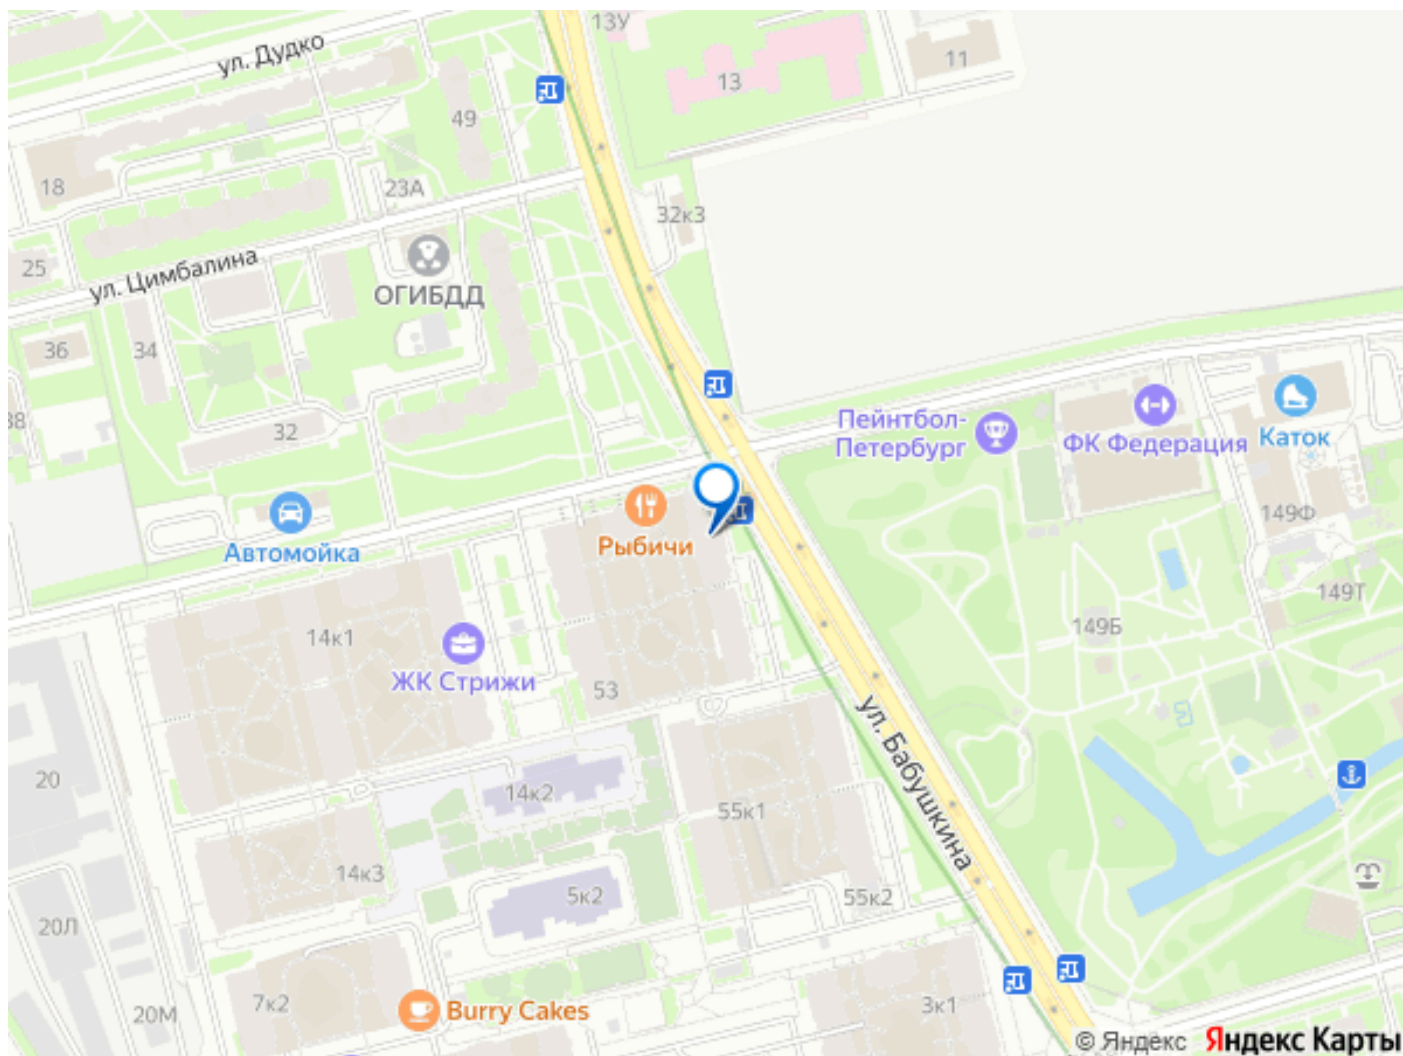 13У
ул. Дудко
13
11
49
18
23А
32к3
25
ул. Цимбалина
ОГИБДД
36
34
38
32
Пейнтбол-
Петербург
ФК Федерация
Каток
Автомойка
Рыбичи
149Ф
149Т
14к1
149Б
ЖК Стрижи
53
ул. Бабушкина
20
14к2
55к1
14к3
5к2
55к2
20Л
7к2
3к1
20М
Burry Cakes
© Яндекс Яндекс Карты